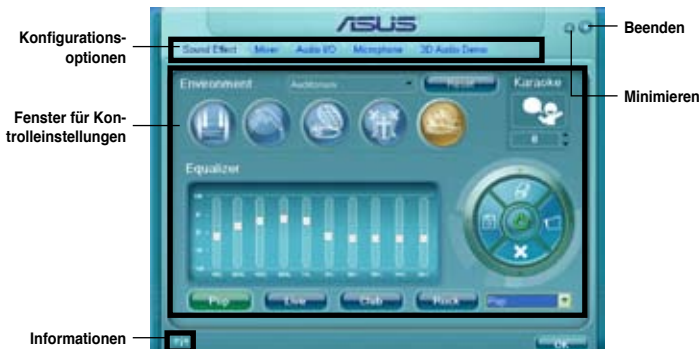 ASUS
Konfigurations-
optionen
Sound Effect Mixer Audio I/O Microphone 3D Audio Demo
Beenden
Minimieren
Environment Auditorium Reset Karaoke
Fenster für Kon-
trolleinstellungen
0
Equalizer
Pop Live Club Rock Pop
Informationen
OK